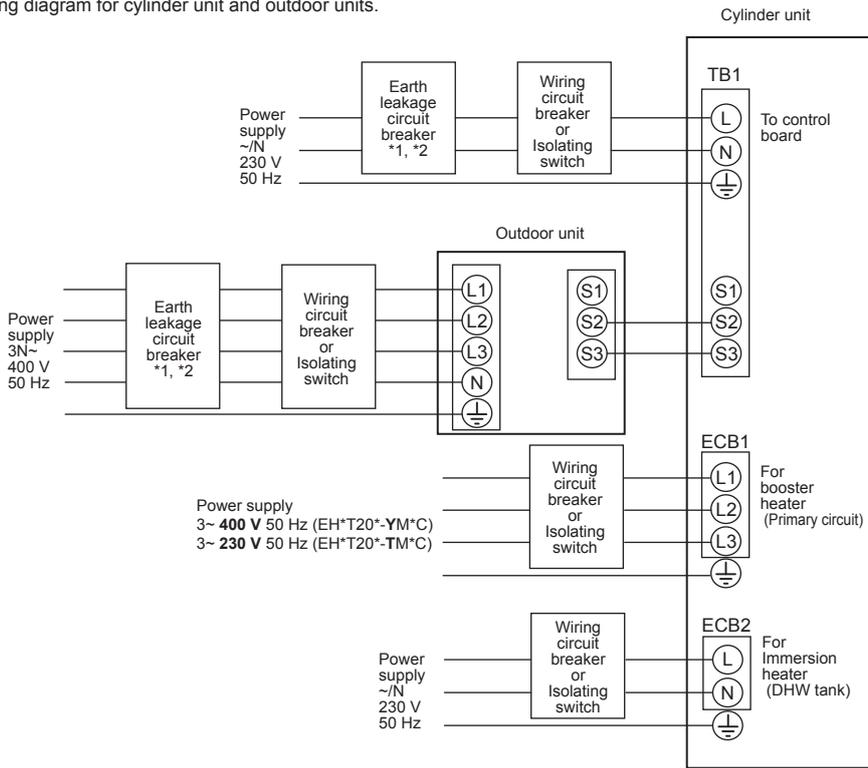 ng diagram for cylinder unit and outdoor units.
Cylinder unit
TB1
Power
supply
~/N
230 V
50 Hz
Earth
leakage
circuit
breaker
*1, *2
Wiring
circuit
breaker
or
Isolating
switch
L
N
To control
board
Outdoor unit
Power
supply
3N~
400 V
50 Hz
Earth
leakage
circuit
breaker
*1, *2
Wiring
circuit
breaker
or
Isolating
switch
L1
L2
L3
N
S1
S2
S3
S1
S2
S3
ECB1
Power supply
3~ 400 V 50 Hz (EH*T20*-YM*C)
3~ 230 V 50 Hz (EH*T20*-TM*C)
Wiring
circuit
breaker
or
Isolating
switch
L1
L2
L3
For
booster
heater
(Primary circuit)
ECB2
Power
supply
~/N
230 V
50 Hz
Wiring
circuit
breaker
or
Isolating
switch
L
N
For
Immersion
heater
(DHW tank)